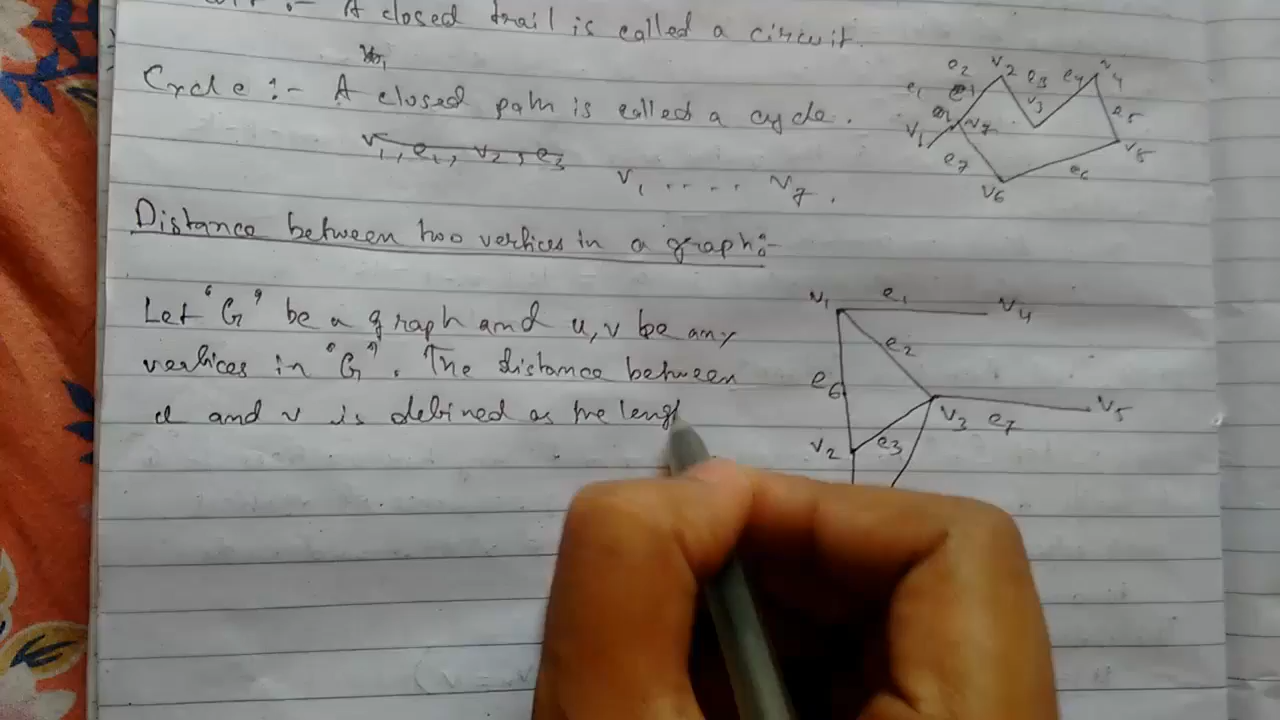 :- A closed trail is called a circuit.
Cycle :- A closed path is called a cycle.
v1, e1, v2, e3
v1 ..... v7.
e1
e2
v2
e3
e4
v4
v3
e5
v5
e6
v6
e7
v1
v7
Distance between two vertices in a graph:-
Let "G" be a graph and u, v be any
vertices in "G". The distance between
u and v is defined as the lengt
v1
e1
v4
e2
e6
v3
e7
v5
v2
e3